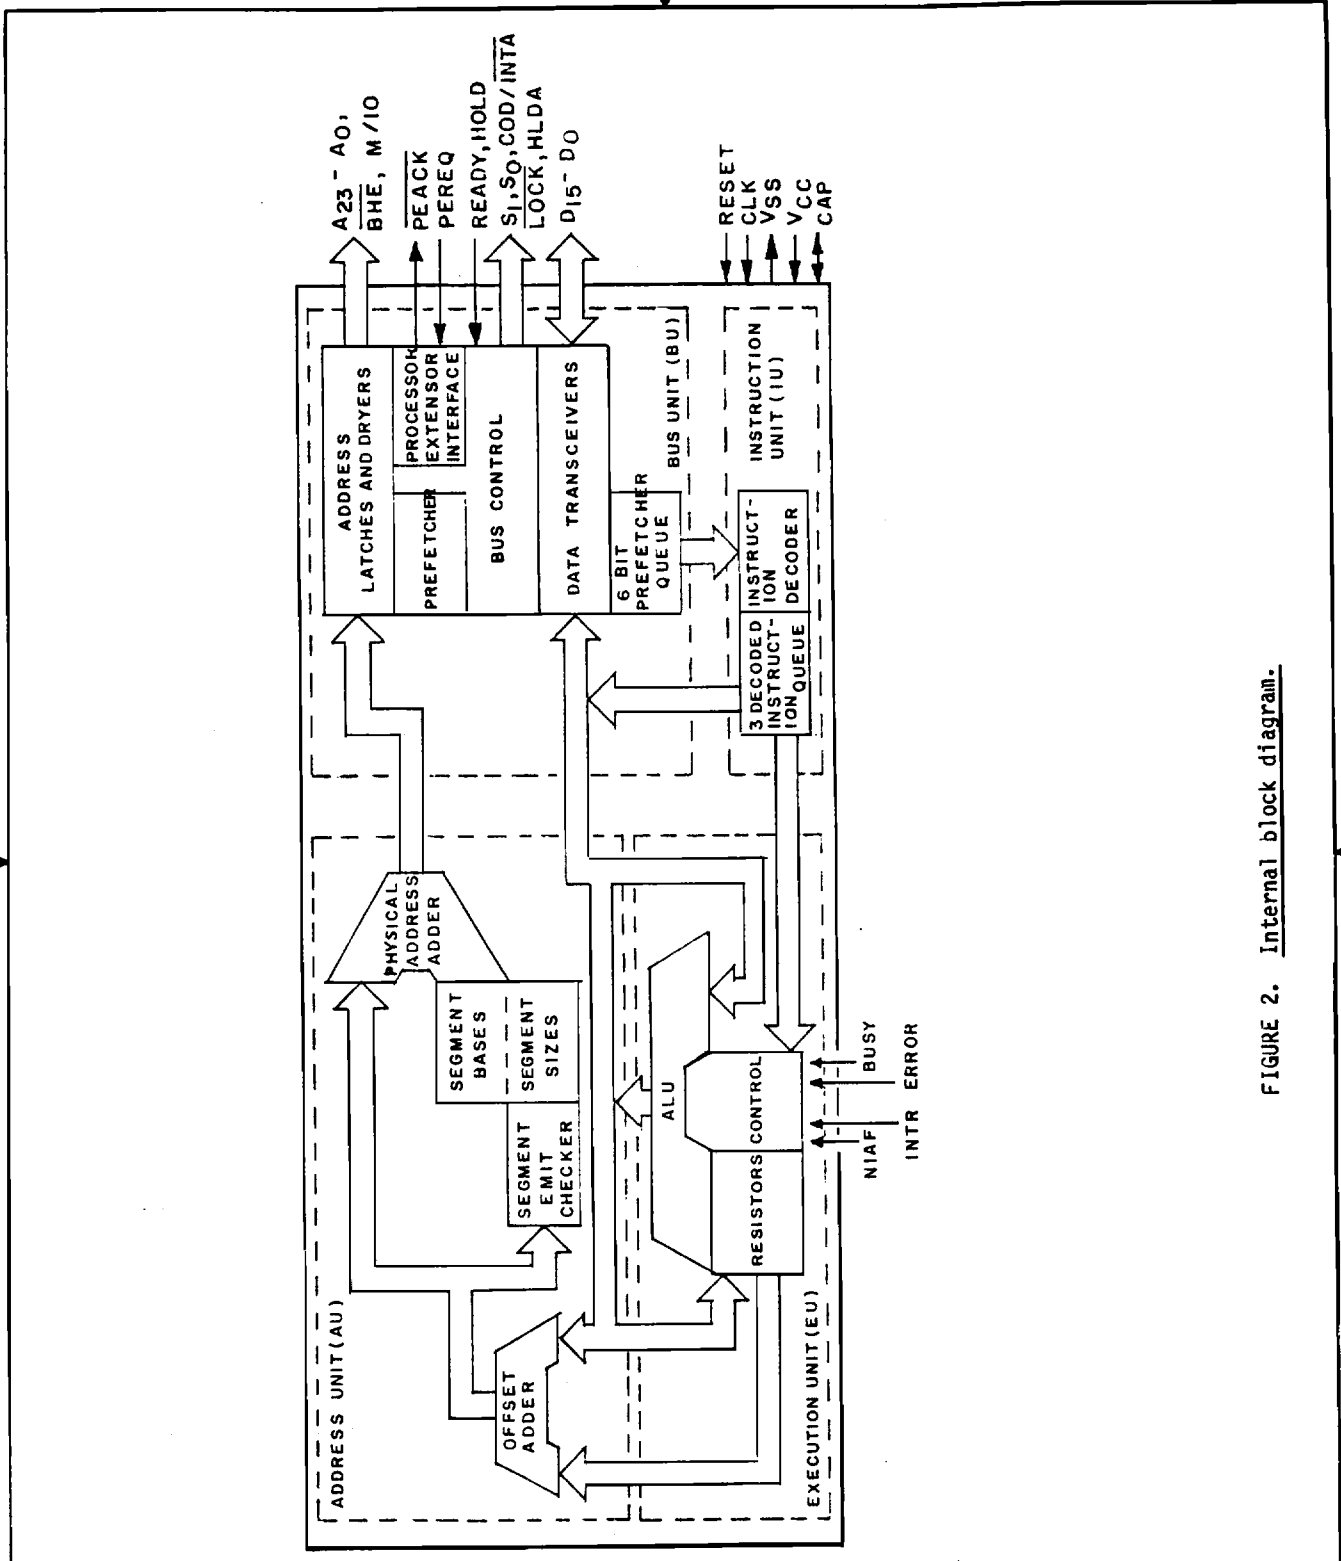 ADDRESS UNIT(AU)
OFFSET
ADDER
PHYSICAL
ADDRESS
ADDER
SEGMENT
BASES
SEGMENT
SIZES
SEGMENT
EMIT
CHECKER
ADDRESS
LATCHES AND DRYERS
PREFETCHER
PROCESSOR
EXTENSOR
INTERFACE
BUS CONTROL
DATA TRANSCEIVERS
6 BIT
PREFETCHER
QUEUE
BUS UNIT(BU)
A23 - A0,
BHE, M/IO
PEACK
PEREQ
READY,HOLD
S1,S0,COD/INTA
LOCK,HLDA
D15- D0
ALU
RESISTORS
CONTROL
EXECUTION UNIT(EU)
3 DECODED
INSTRUCT-
ION QUEUE
INSTRUCT-
ION
DECODER
INSTRUCTION
UNIT(IU)
RESET
CLK
VSS
VCC
CAP
NIAF
BUSY
INTR
ERROR
FIGURE 2. Internal block diagram.